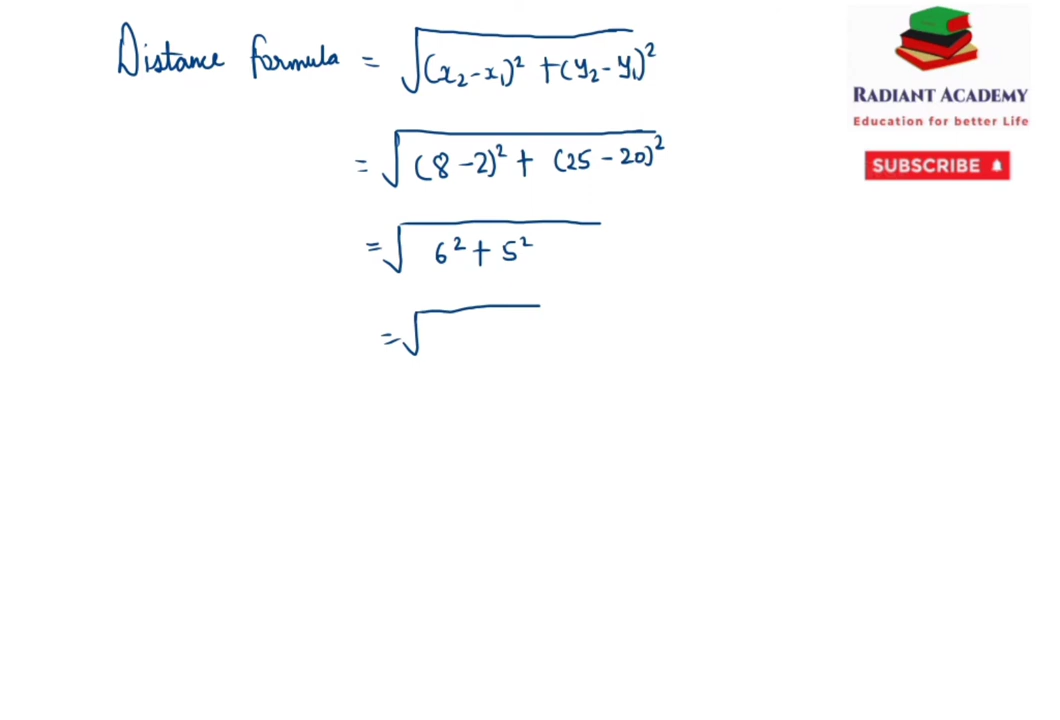 Distance formula = √(x₂-x₁)² + (y₂-y₁)²
= √(8-2)² + (25-20)²
= √6² + 5²
= √
RADIANT ACADEMY
Education for better Life
SUBSCRIBE